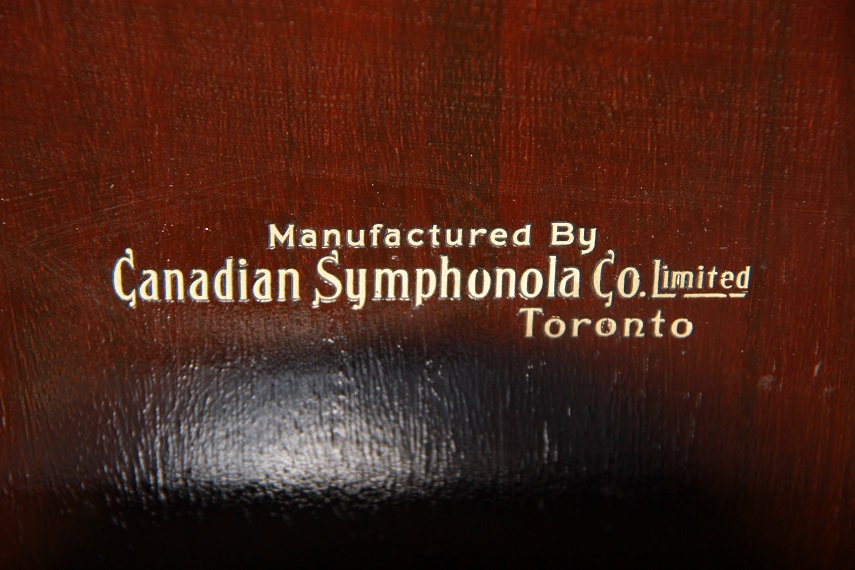 Manufactured By
Canadian Symphonola Co. Limited
Toronto